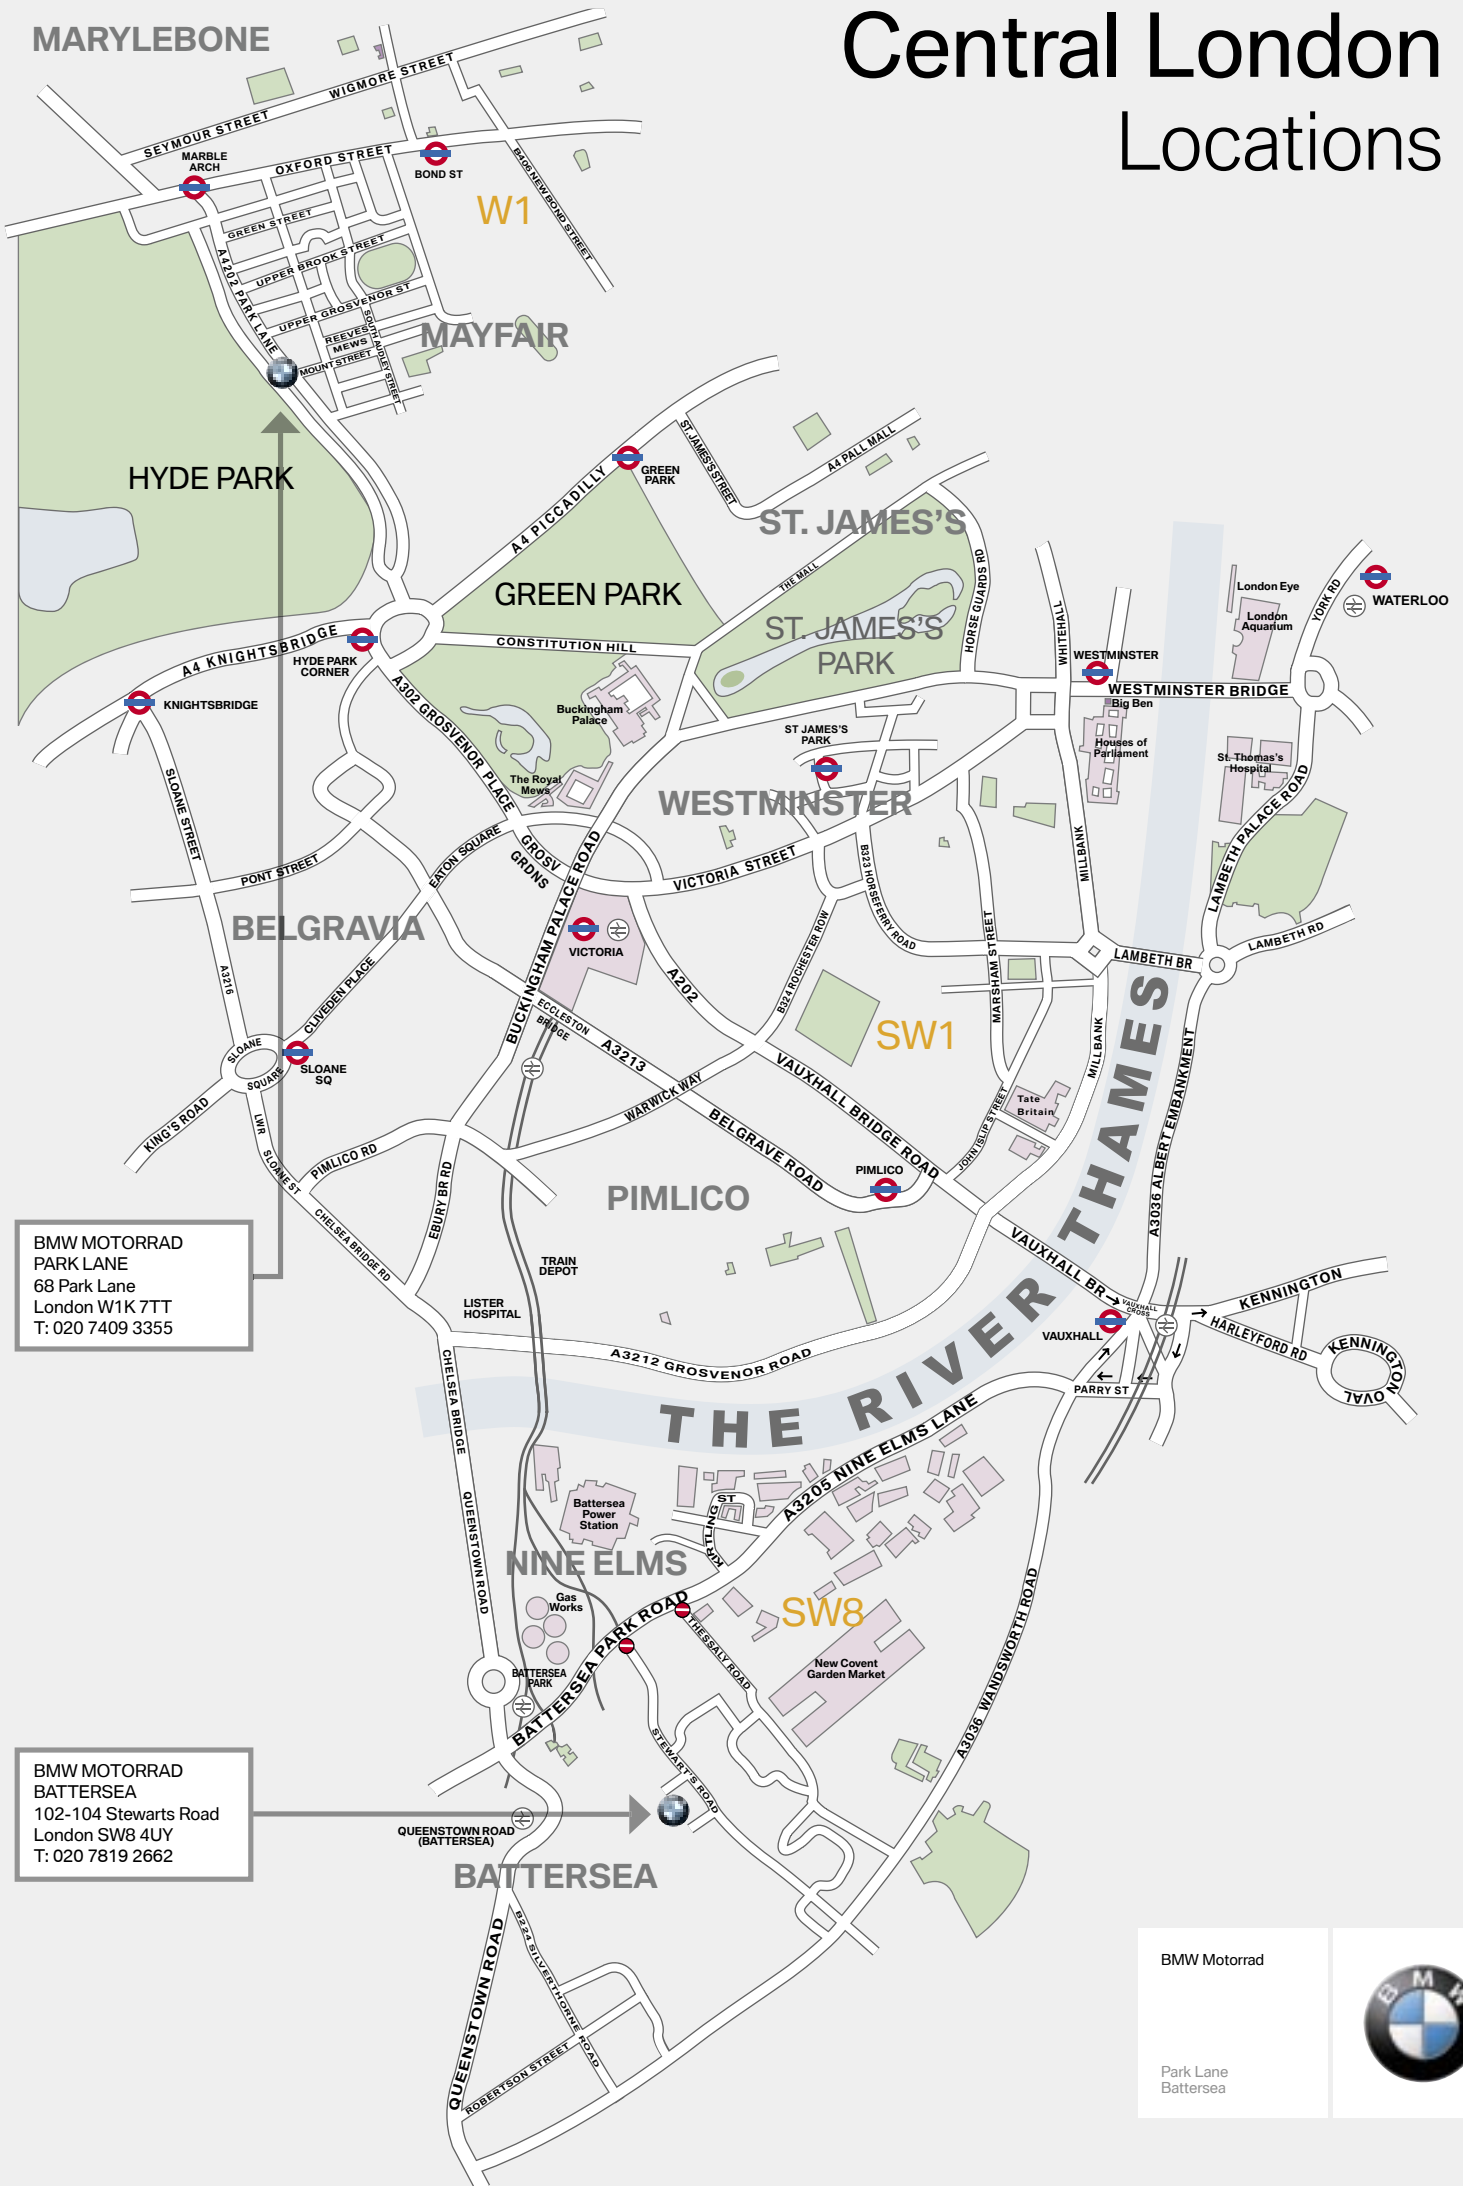 Central London
Locations
MARYLEBONE
WIGMORE STREET
SEYMOUR STREET
MARBLE
ARCH
OXFORD STREET
BOND ST
W1
B406 NEW BOND STREET
GREEN STREET
UPPER BROOK STREET
A4202 PARK LANE
UPPER GROSVENOR ST
REEVES
MEWS
SOUTH AUDLEY STREET
MOUNT STREET
MAYFAIR
HYDE PARK
A4 PICCADILLY
GREEN
PARK
ST. JAMES'S STREET
A4 PALL MALL
ST. JAMES'S
GREEN PARK
THE MALL
ST. JAMES'S
PARK
HORSE GUARDS RD
WHITEHALL
London Eye
London
Aquarium
YORK RD
WATERLOO
A4 KNIGHTSBRIDGE
HYDE PARK
CORNER
CONSTITUTION HILL
WESTMINSTER
WESTMINSTER BRIDGE
Big Ben
KNIGHTSBRIDGE
A302 GROSVENOR PLACE
Buckingham
Palace
The Royal
Mews
ST JAMES'S
PARK
Houses of
Parliament
St. Thomas's
Hospital
SLOANE STREET
WESTMINSTER
LAMBETH PALACE ROAD
PONT STREET
EATON SQUARE
GROSV
GRDNS
BUCKINGHAM PALACE ROAD
VICTORIA STREET
B323 HORSEFERRY ROAD
MILLBANK
BELGRAVIA
VICTORIA
A202
B324 ROCHESTER ROW
MARSHAM STREET
LAMBETH BR
LAMBETH RD
A3216
CLIVEDEN PLACE
ECCLESTON
BRIDGE
A3213
SW1
SLOANE
SQUARE
SLOANE
SQ
WARWICK WAY
VAUXHALL BRIDGE ROAD
MILLBANK
Tate
Britain
JOHN ISLIP STREET
A3036 ALBERT EMBANKMENT
KING'S ROAD
LWR SLOANE ST
PIMLICO RD
BELGRAVE ROAD
PIMLICO
PIMLICO
EBURY BR RD
CHELSEA BRIDGE RD
TRAIN
DEPOT
LISTER
HOSPITAL
BMW MOTORRAD
PARK LANE
68 Park Lane
London W1K 7TT
T: 020 7409 3355
VAUXHALL BR
VAUXHALL
CROSS
VAUXHALL
KENNINGTON
HARLEYFORD RD
KENNINGTON OVAL
PARRY ST
A3212 GROSVENOR ROAD
THE RIVER THAMES
CHELSEA BRIDGE
QUEENSTOWN ROAD
A3205 NINE ELMS LANE
Battersea
Power
Station
KIRTLING ST
NINE ELMS
Gas
Works
BATTERSEA PARK ROAD
SW8
THESSALY ROAD
New Covent
Garden Market
A3036 WANDSWORTH ROAD
BATTERSEA
PARK
STEWART'S ROAD
BMW MOTORRAD
BATTERSEA
102-104 Stewarts Road
London SW8 4UY
T: 020 7819 2662
QUEENSTOWN ROAD
(BATTERSEA)
BATTERSEA
QUEENSTOWN ROAD
B224 SILVERTHORNE ROAD
ROBERTSON STREET
BMW Motorrad
Park Lane
Battersea
BMW